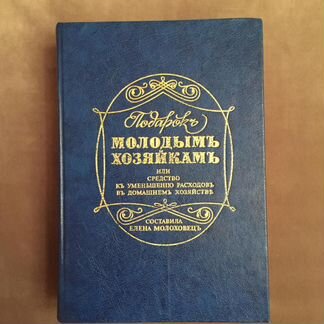 Подарокъ
МОЛОДЫМЪ
ХОЗЯЙКАМЪ
ИЛИ
СРЕДСТВО
КЪ УМЕНЬШЕНІЮ РАСХОДОВЪ
ВЪ ДОМАШНЕМЪ ХОЗЯЙСТВѢ
СОСТАВИЛА
ЕЛЕНА МОЛОХОВЕЦЪ